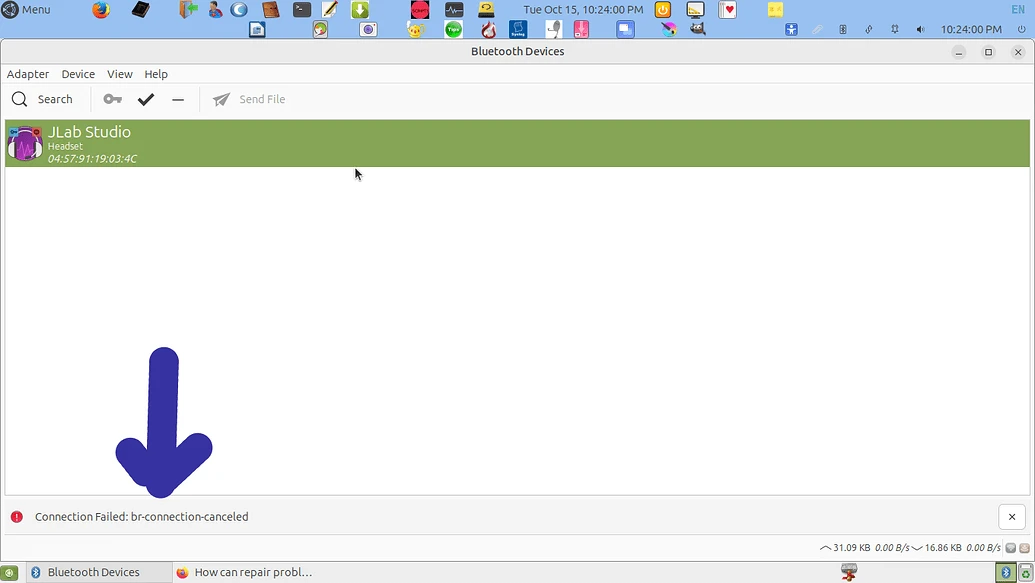 Menu
Tue Oct 15, 10:24:00 PM
EN
10:24:00 PM
Bluetooth Devices
Adapter Device View Help
Search
Send File
JLab Studio
Headset
04:57:91:19:03:4C
Connection Failed: br-connection-canceled
31.09 KB 0.00 B/s 16.86 KB 0.00 B/s
Bluetooth Devices
How can repair probl…